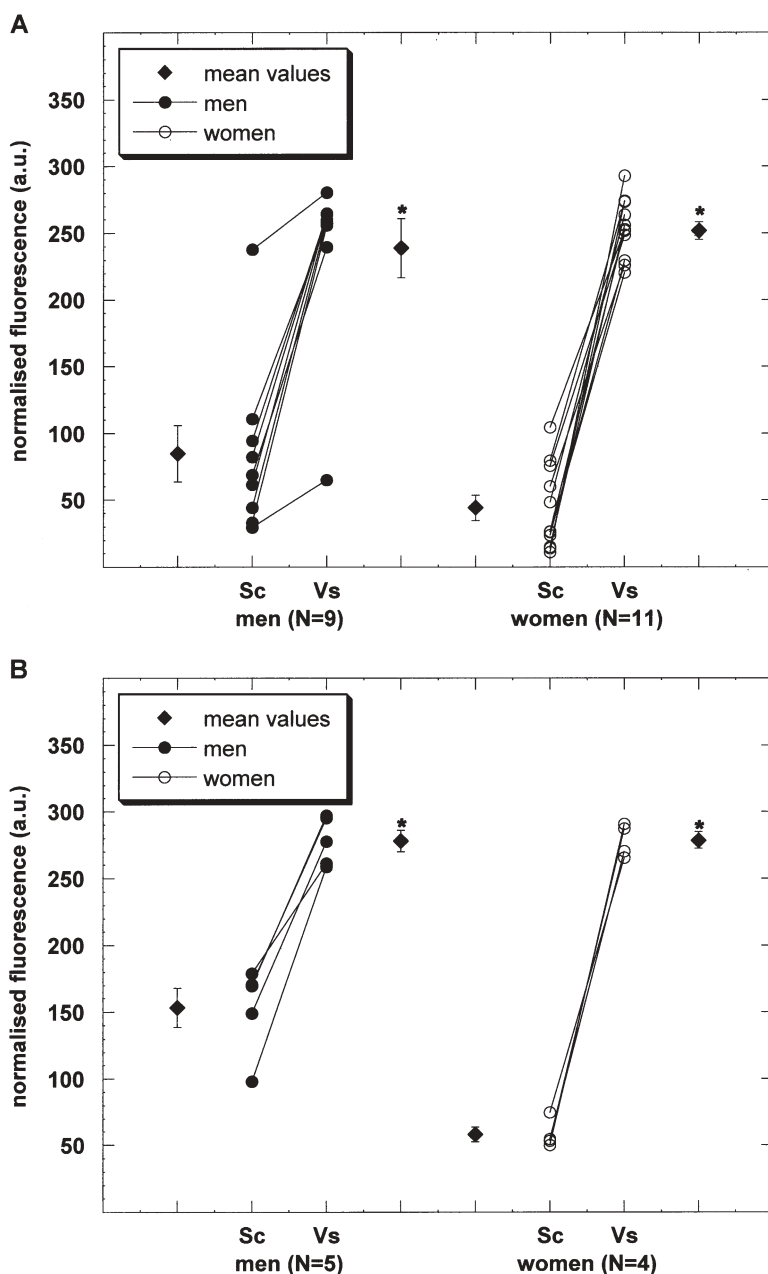 A
normalised fluorescence (a.u.)
350
300
250
200
150
100
50
mean values
men
women
*
*
Sc Vs Sc Vs
men (N=9) women (N=11)
B
normalised fluorescence (a.u.)
350
300
250
200
150
100
50
mean values
men
women
*
*
Sc Vs Sc Vs
men (N=5) women (N=4)